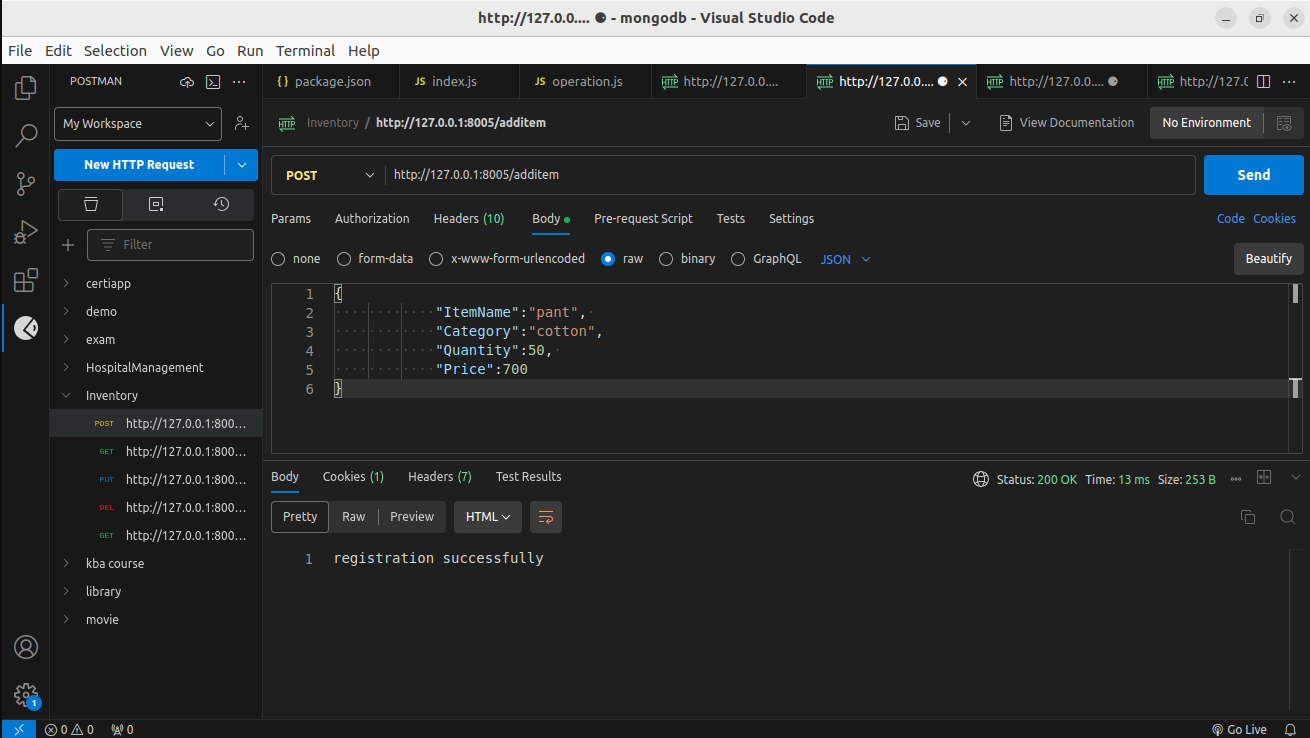 http://127.0.0.... ● - mongodb - Visual Studio Code
File Edit Selection View Go Run Terminal Help
POSTMAN
{ } package.json
JS index.js
JS operation.js
HTTP http://127.0.0....
HTTP http://127.0.0....
HTTP http://127.0.0....
HTTP http://127.0.
My Workspace
HTTP Inventory / http://127.0.0.1:8005/additem
Save
View Documentation
No Environment
New HTTP Request
POST http://127.0.0.1:8005/additem
Send
Params Authorization Headers (10) Body Pre-request Script Tests Settings
Code Cookies
Filter
none form-data x-www-form-urlencoded raw binary GraphQL JSON
Beautify
certiapp
demo
exam
HospitalManagement
Inventory
POST http://127.0.0.1:800...
GET http://127.0.0.1:800...
PUT http://127.0.0.1:800...
DEL http://127.0.0.1:800...
GET http://127.0.0.1:800...
kba course
library
movie
1 {
2 "ItemName":"pant",
3 "Category":"cotton",
4 "Quantity":50,
5 "Price":700
6 }
Body Cookies (1) Headers (7) Test Results
Status: 200 OK Time: 13 ms Size: 253 B
Pretty Raw Preview HTML
1 registration successfully
1
0 0 0
Go Live